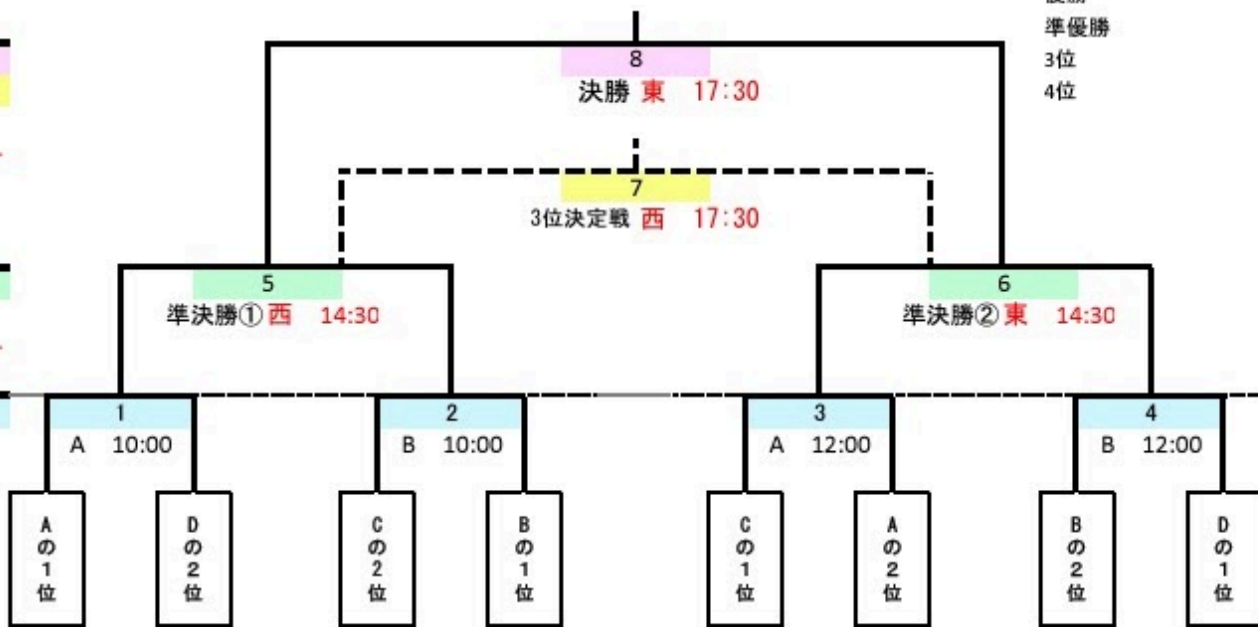 準優勝
8
3位
決勝 東 17:30
4位
7
3位決定戦 西 17:30
5
6
準決勝① 西 14:30
準決勝②東 14:30
1
2
3
4
A 10:00
B 10:00
A 12:00
B 12:00
Aの1位
Dの2位
Cの2位
Bの1位
Cの1位
Aの2位
Bの2位
Dの1位